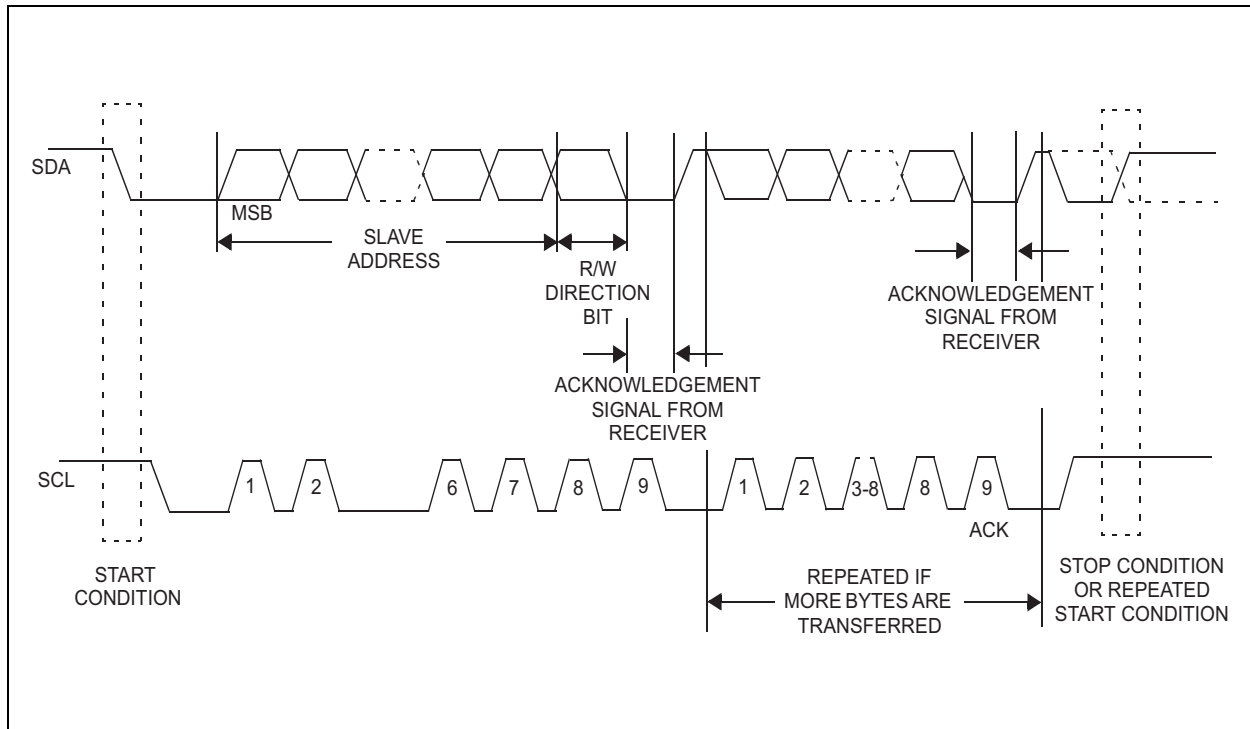 SDA
MSB
SLAVE
ADDRESS
R/W
DIRECTION
BIT
ACKNOWLEDGEMENT
SIGNAL FROM
RECEIVER
ACKNOWLEDGEMENT
SIGNAL FROM
RECEIVER
SCL
1 2 6 7 8 9 1 2 3-8 8 9
ACK
START
CONDITION
REPEATED IF
MORE BYTES ARE
TRANSFERRED
STOP CONDITION
OR REPEATED
START CONDITION